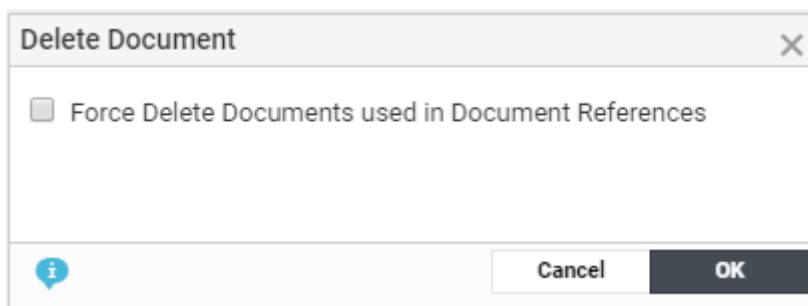 Delete Document
Force Delete Documents used in Document References
Cancel OK